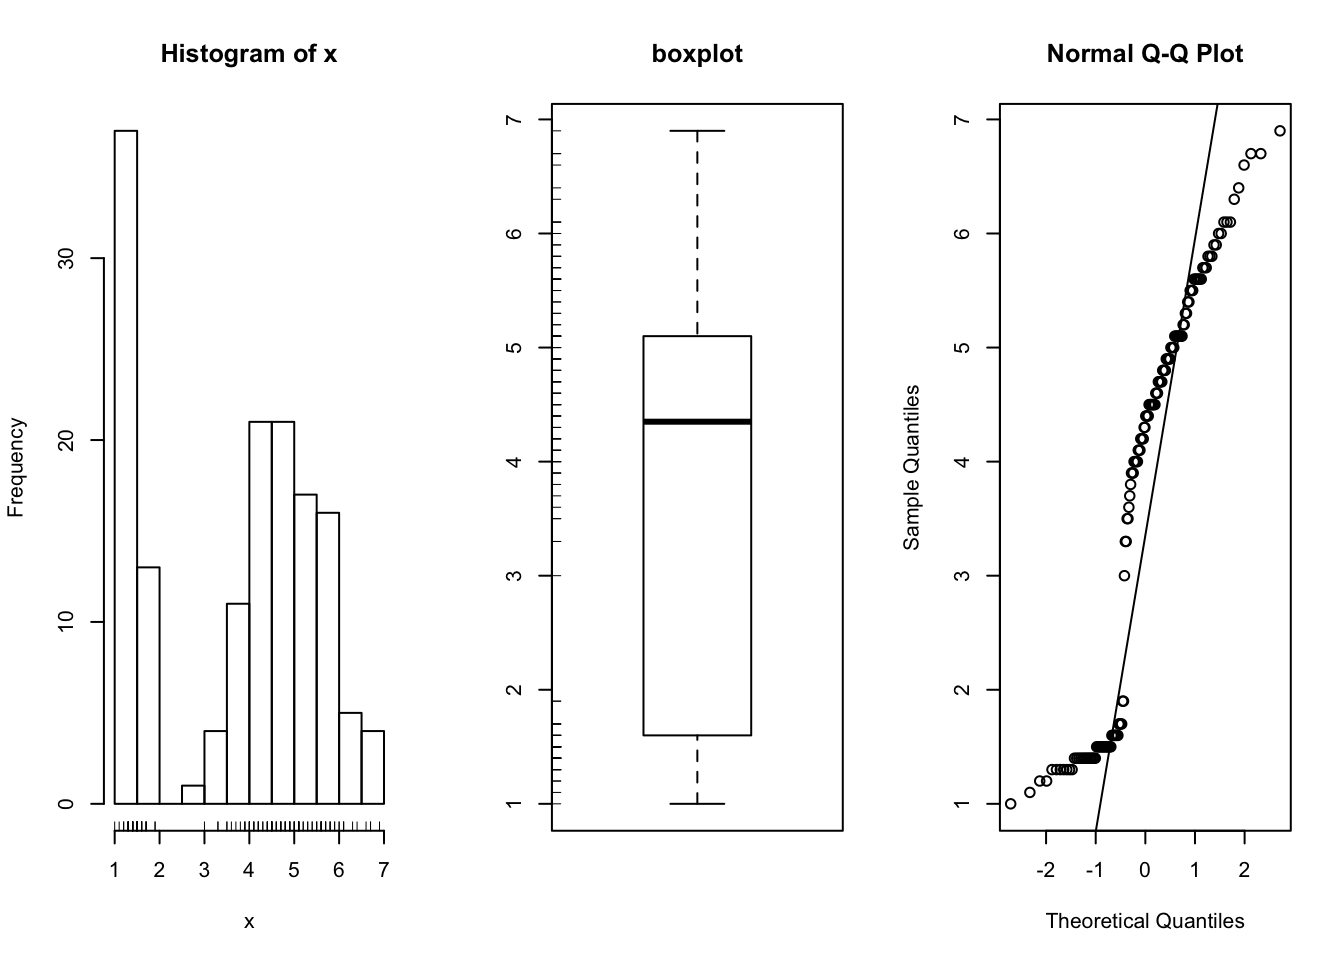 Histogram of x
Frequency
30
20
10
0
1 2 3 4 5 6 7
x
boxplot
7
6
5
4
3
2
1
Normal Q-Q Plot
Sample Quantiles
7
6
5
4
3
2
1
-2 -1 0 1 2
Theoretical Quantiles